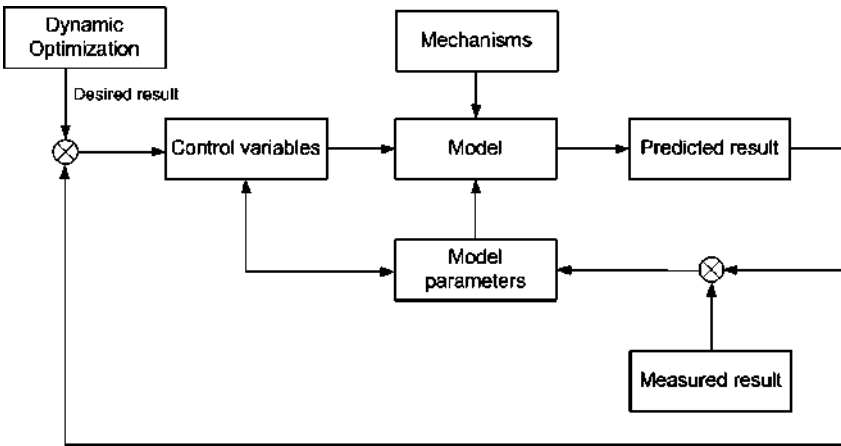 Dynamic
Optimization
Mechanisms
Desired result
Control variables
Model
Predicted result
Model
parameters
Measured result